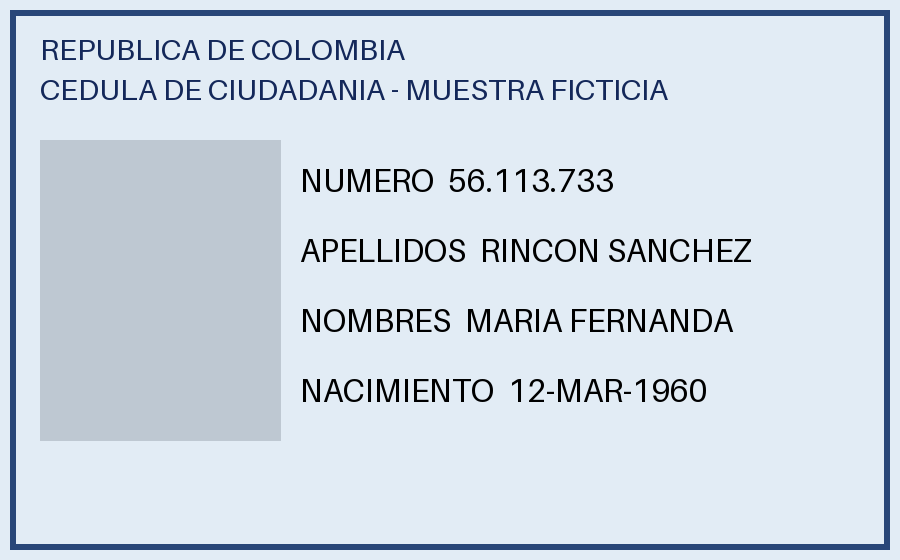 REPUBLICA DE COLOMBIA
CEDULA DE CIUDADANIA - MUESTRA FICTICIA
NUMERO 56.113.733
APELLIDOS RINCON SANCHEZ
NOMBRES MARIA FERNANDA
NACIMIENTO 12-MAR-1960